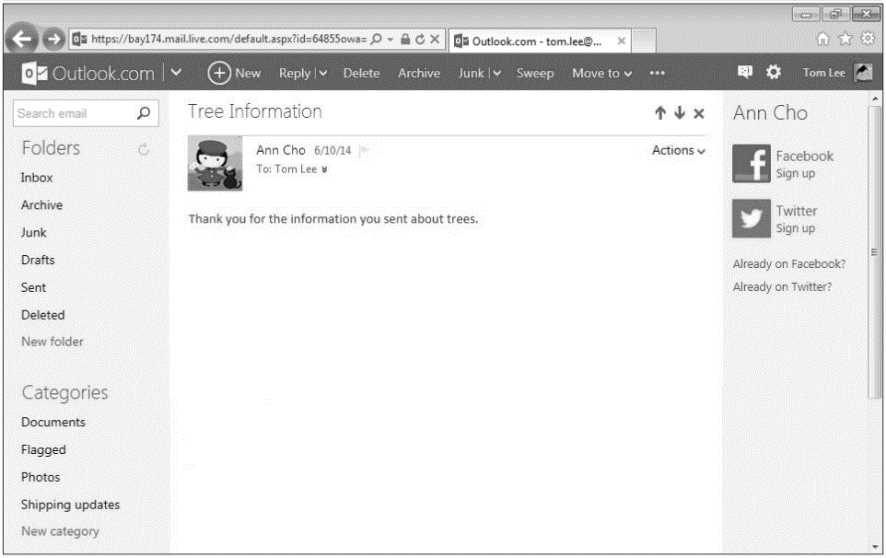 https://bay174.mail.live.com/default.aspx?id=64855owa=
Outlook.com - tom.lee@...
Outlook.com
New Reply Delete Archive Junk Sweep Move to ...
Tom Lee
Search email
Folders
Inbox
Archive
Junk
Drafts
Sent
Deleted
New folder
Categories
Documents
Flagged
Photos
Shipping updates
New category
Tree Information
Ann Cho 6/10/14
Actions
To: Tom Lee
Thank you for the information you sent about trees.
Ann Cho
Facebook
Sign up
Twitter
Sign up
Already on Facebook?
Already on Twitter?